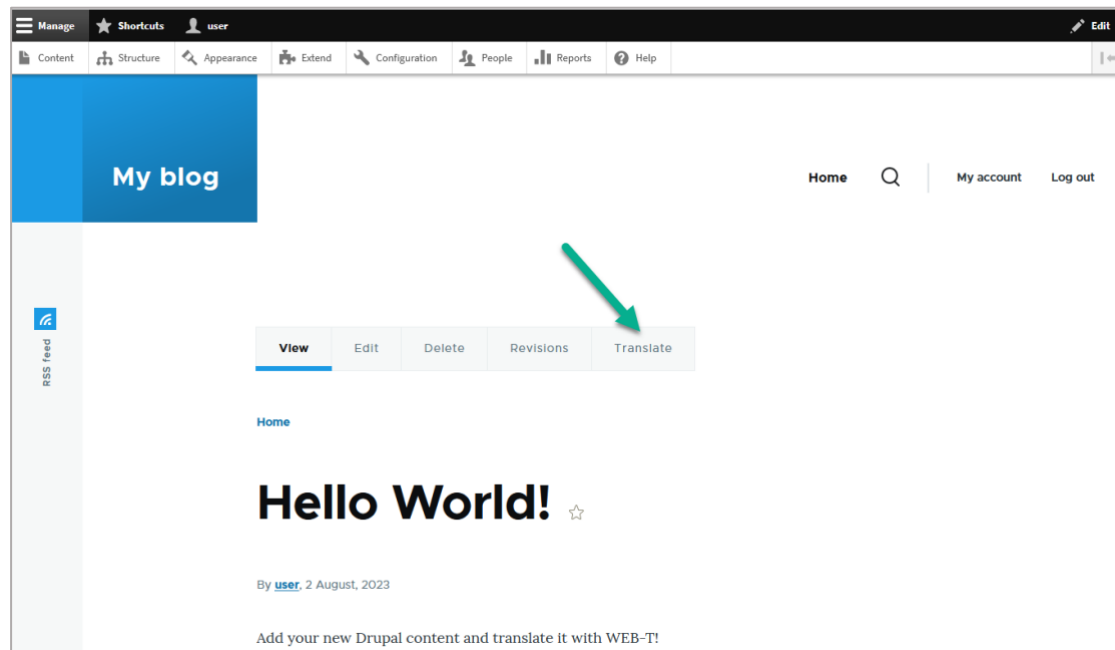 Manage Shortcuts user Edit
Content Structure Appearance Extend Configuration People Reports Help
My blog
Home My account Log out
RSS feed
View Edit Delete Revisions Translate
Home
Hello World!
By user, 2 August, 2023
Add your new Drupal content and translate it with WEB-T!